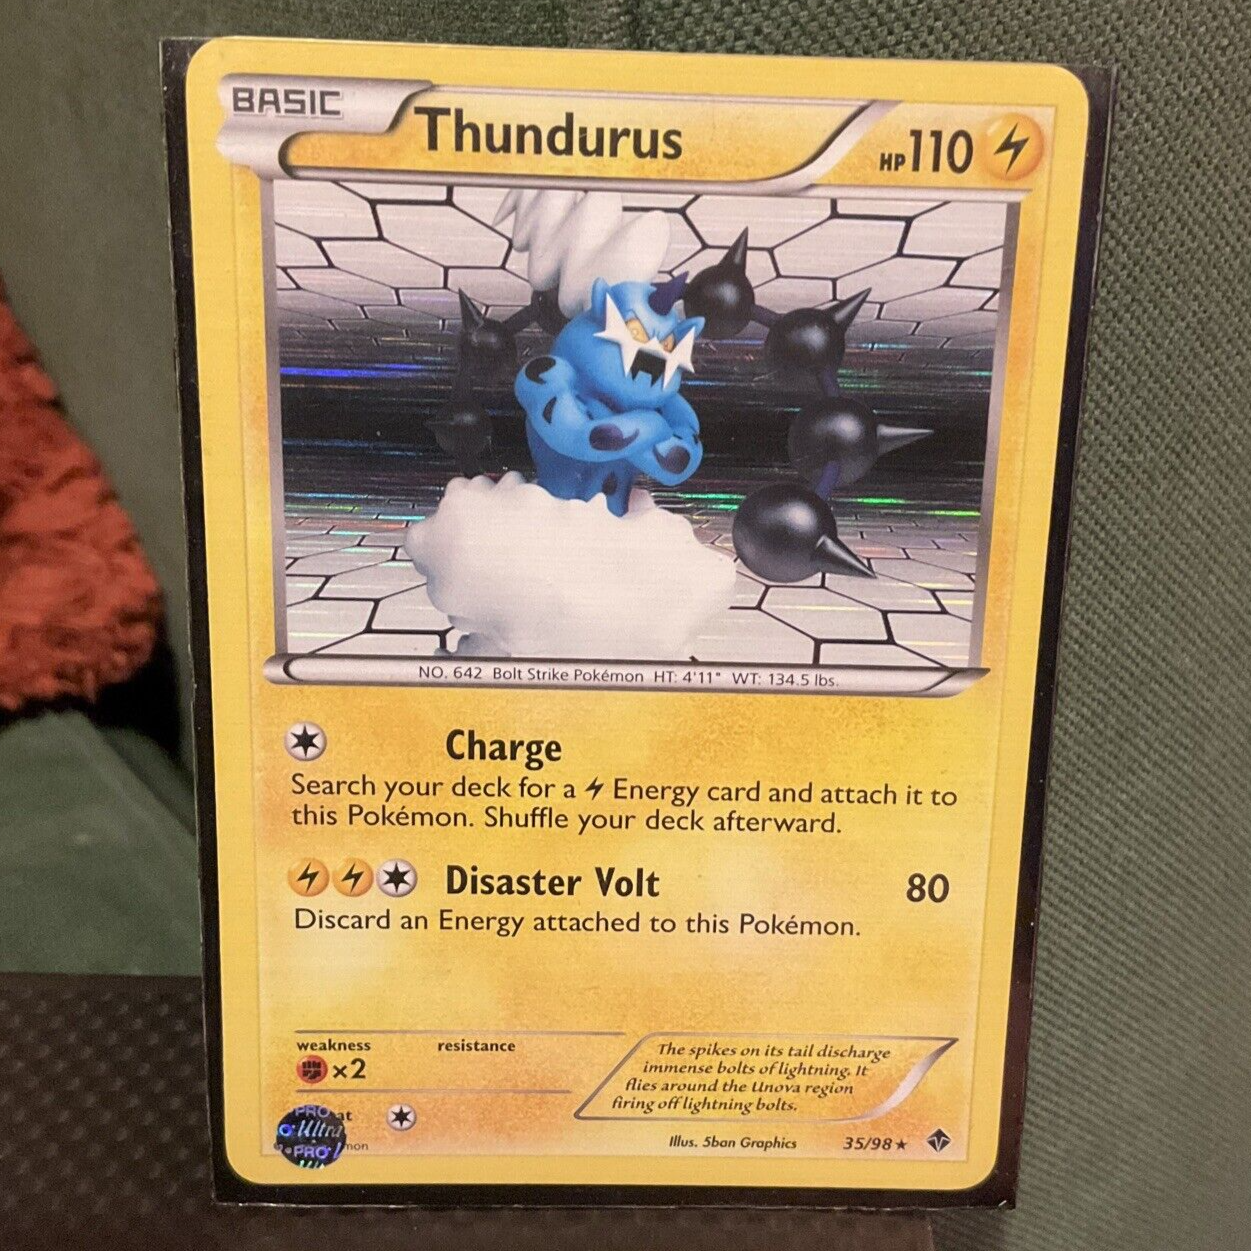 BASIC
Thundurus
HP110
NO. 642 Bolt Strike Pokémon HT: 4'11" WT: 134.5 lbs.
Charge
Search your deck for a Energy card and attach it to
this Pokémon. Shuffle your deck afterward.
Disaster Volt 80
Discard an Energy attached to this Pokémon.
weakness resistance
×2
The spikes on its tail discharge
immense bolts of lightning. It
flies around the Unova region
firing off lightning bolts.
PRO
Ultra
PRO
Illus. 5ban Graphics 35/98★